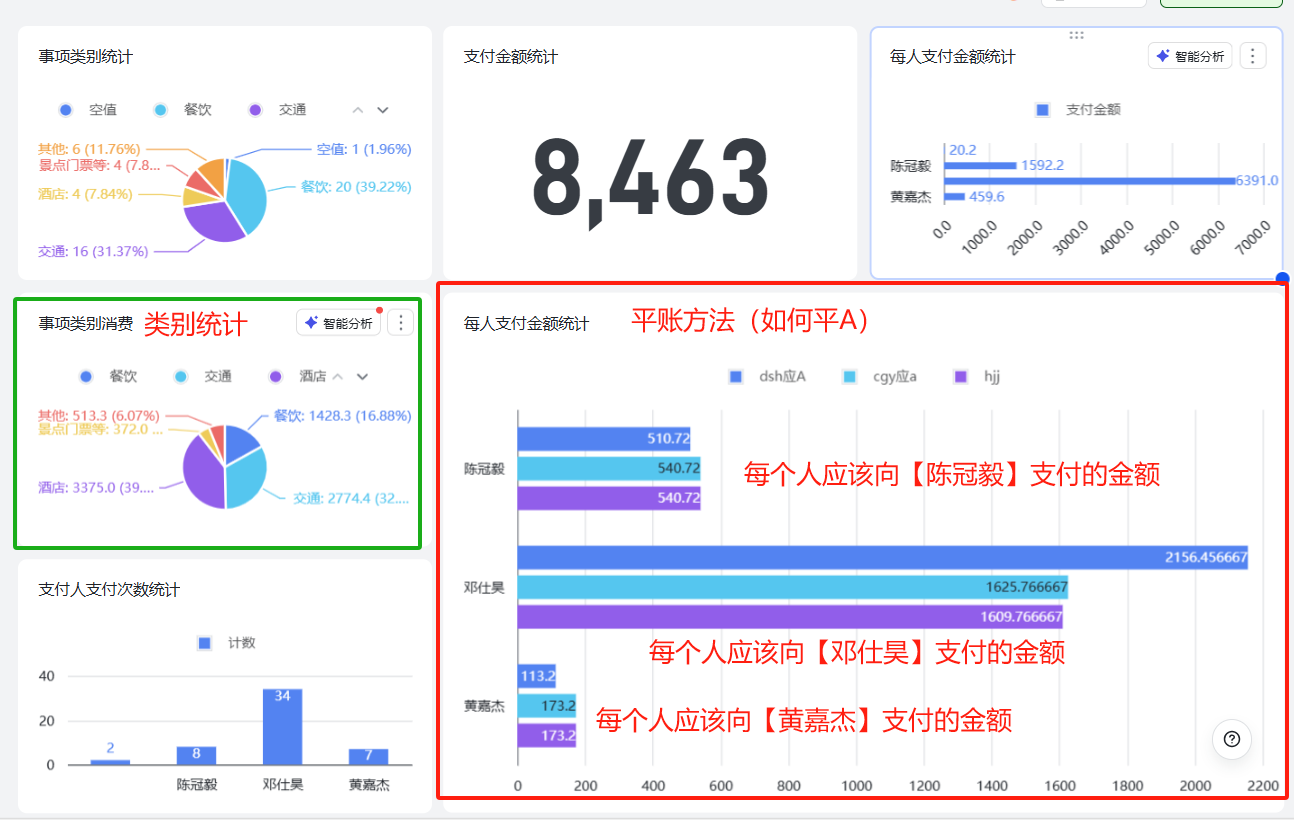 事项类别统计
空值
餐饮
交通
其他: 6 (11.76%)
空值: 1 (1.96%)
景点门票等: 4 (7.8...
餐饮: 20 (39.22%)
酒店: 4 (7.84%)
交通: 16 (31.37%)
支付金额统计
8,463
每人支付金额统计
智能分析
支付金额
20.2
陈冠毅
1592.2
6391.0
黄嘉杰
459.6
0.0
1000.0
2000.0
3000.0
4000.0
5000.0
6000.0
7000.0
事项类别消费
类别统计
智能分析
餐饮
交通
酒店
其他: 513.3 (6.07%)
餐饮: 1428.3 (16.88%)
景点门票等: 372.0 ...
酒店: 3375.0 (39....
交通: 2774.4 (32....
每人支付金额统计
平账方法（如何平A）
dsh应A
cgy应a
hjj
510.72
陈冠毅
540.72
540.72
每个人应该向【陈冠毅】支付的金额
2156.456667
邓仕昊
1625.766667
1609.766667
每个人应该向【邓仕昊】支付的金额
113.2
黄嘉杰
173.2
173.2
每个人应该向【黄嘉杰】支付的金额
0
200
400
600
800
1000
1200
1400
1600
1800
2000
2200
支付人支付次数统计
计数
40
20
0
2
8
34
7
陈冠毅
邓仕昊
黄嘉杰